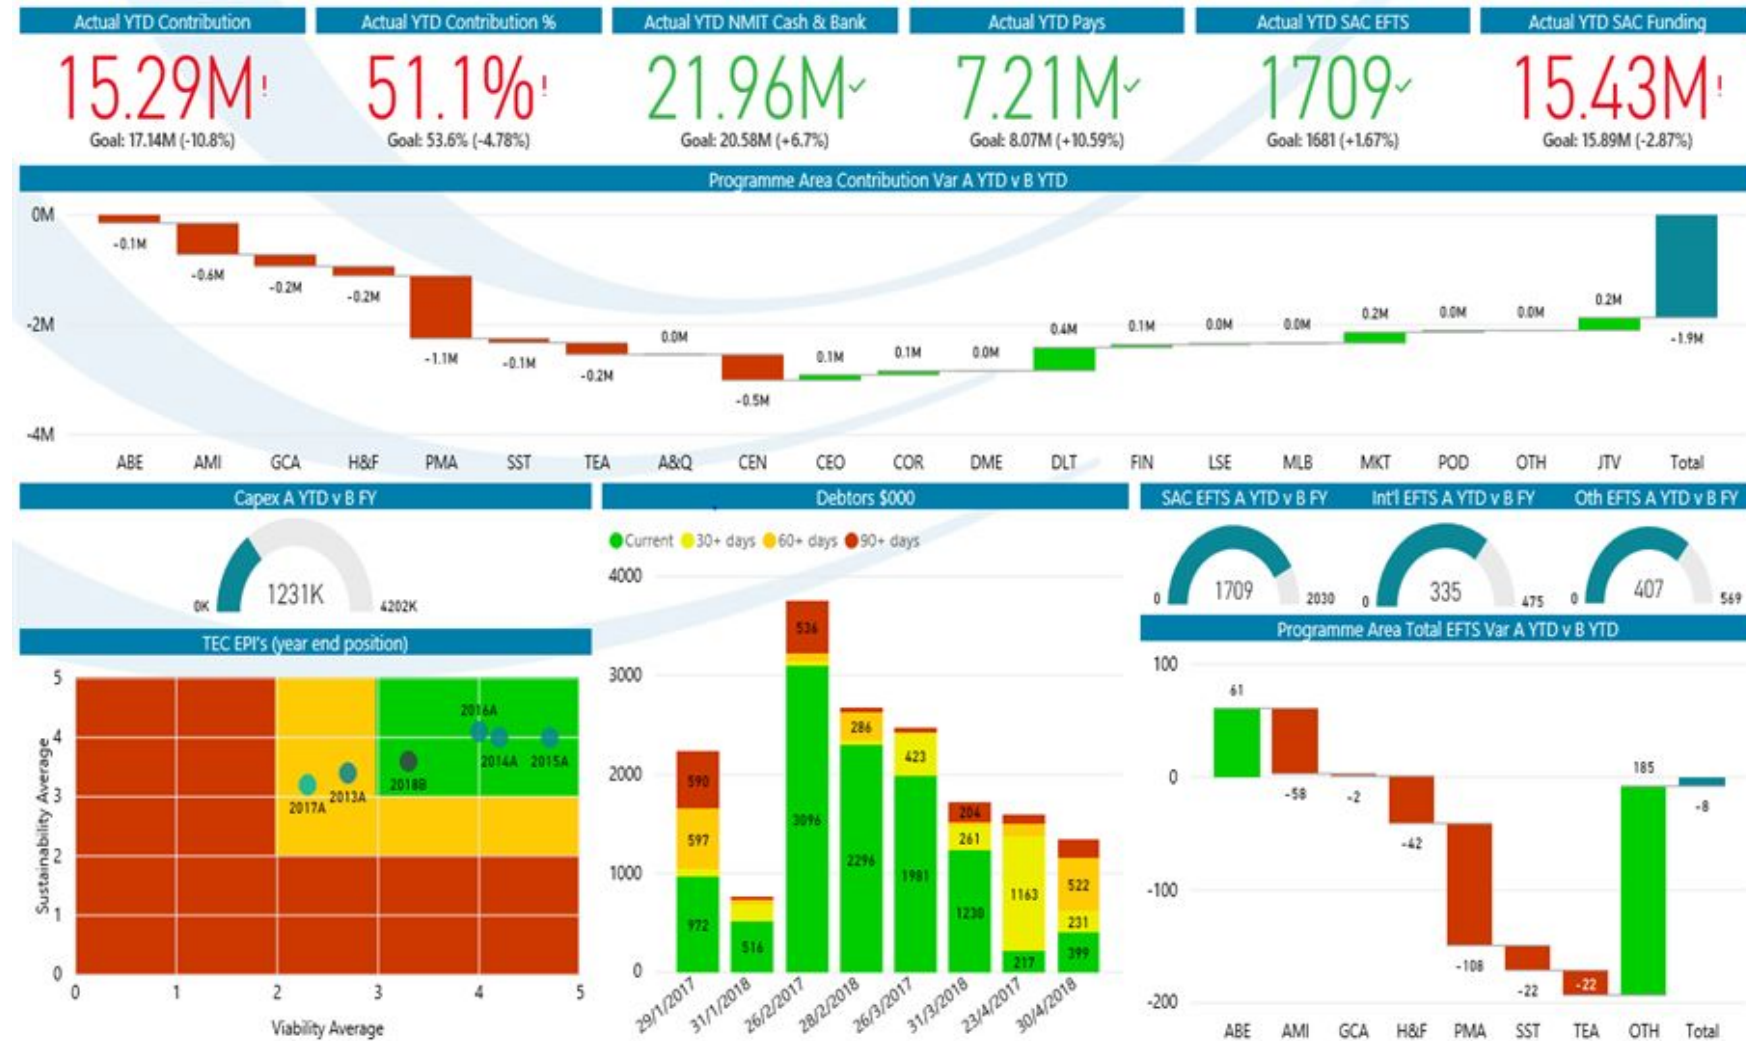 Actual YTD Contribution
Actual YTD Contribution %
Actual YTD NMIT Cash & Bank
Actual YTD Pays
Actual YTD SAC EFTS
Actual YTD SAC Funding
15.29M!
51.1%!
21.96M✓
7.21M✓
1709✓
15.43M!
Goal: 17.14M (-10.8%)
Goal: 53.6% (-4.78%)
Goal: 20.58M (+6.7%)
Goal: 8.07M (+10.59%)
Goal: 1681 (+1.67%)
Goal: 15.89M (-2.87%)
Programme Area Contribution Var A YTD v B YTD
0M
-2M
-4M
-0.1M
-0.6M
-0.2M
-0.2M
-1.1M
-0.1M
-0.2M
0.0M
-0.5M
0.1M
0.1M
0.0M
0.4M
0.1M
0.0M
0.0M
0.2M
0.0M
0.0M
0.2M
-1.9M
ABE AMI GCA H&F PMA SST TEA A&Q CEN CEO COR DME DLT FIN LSE MLB MKT POD OTH JTV Total
Capex A YTD v B FY
1231K
0K
4202K
TEC EPI's (year end position)
Sustainability Average
5
4
3
2
1
0
2016A
2014A
2015A
2018B
2013A
2017A
0 1 2 3 4 5
Viability Average
Debtors $000
Current 30+ days 60+ days 90+ days
4000
3000
2000
1000
0
590
597
972
516
536
3096
286
2296
423
1981
204
261
1230
1163
217
522
231
399
29/1/2017 31/1/2018 26/2/2017 28/2/2018 26/3/2017 31/3/2018 23/4/2017 30/4/2018
SAC EFTS A YTD v B FY
Int'l EFTS A YTD v B FY
Oth EFTS A YTD v B FY
1709
0
2030
335
0
475
407
0
569
Programme Area Total EFTS Var A YTD v B YTD
100
0
-100
-200
61
-58
-2
-42
-108
-22
-22
185
-8
ABE AMI GCA H&F PMA SST TEA OTH Total